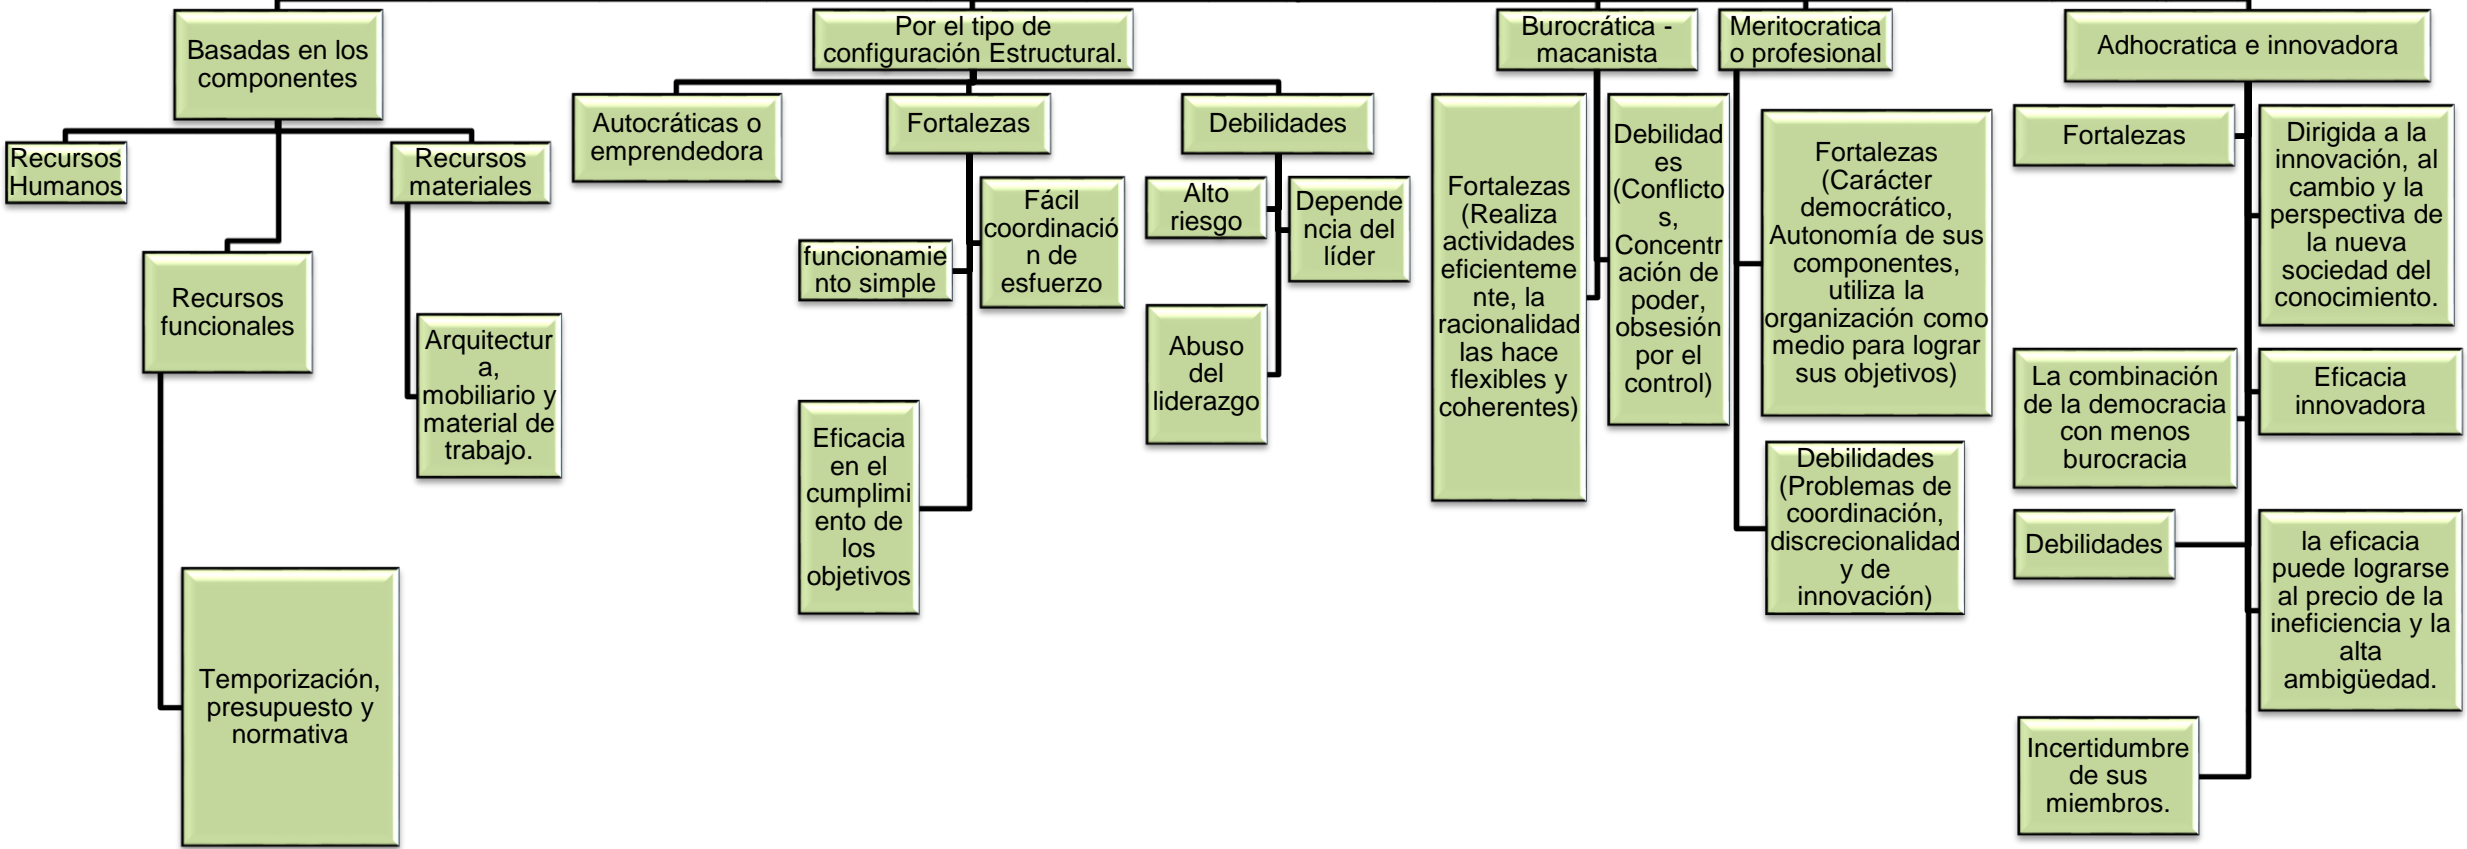 Basadas en los
componentes
Recursos
Humanos
Recursos
funcionales
Temporización,
presupuesto y
normativa
Recursos
materiales
Arquitectur
a,
mobiliario y
material de
trabajo.
Por el tipo de
configuración Estructural.
Autocráticas o
emprendedora
Fortalezas
funcionamie
nto simple
Fácil
coordinació
n de
esfuerzo
Eficacia
en el
cumplimi
ento de
los
objetivos
Debilidades
Alto
riesgo
Depende
ncia del
líder
Abuso
del
liderazgo
Burocrática -
macanista
Fortalezas
(Realiza
actividades
eficienteme
nte, la
racionalidad
las hace
flexibles y
coherentes)
Debilidad
es
(Conflicto
s,
Concentr
ación de
poder,
obsesión
por el
control)
Meritocratica
o profesional
Fortalezas
(Carácter
democrático,
Autonomía de sus
componentes,
utiliza la
organización como
medio para lograr
sus objetivos)
Debilidades
(Problemas de
coordinación,
discrecionalidad
y de
innovación)
Adhocratica e innovadora
Fortalezas
Dirigida a la
innovación, al
cambio y la
perspectiva de
la nueva
sociedad del
conocimiento.
La combinación
de la democracia
con menos
burocracia
Eficacia
innovadora
Debilidades
la eficacia
puede lograrse
al precio de la
ineficiencia y la
alta
ambigüedad.
Incertidumbre
de sus
miembros.